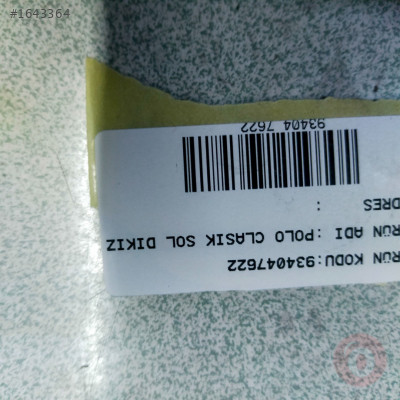 #1643364
RÜN KODU:934047622
RÜN ADI :POLO CLASIK SOL DIKIZ
DRES :
93404 7622